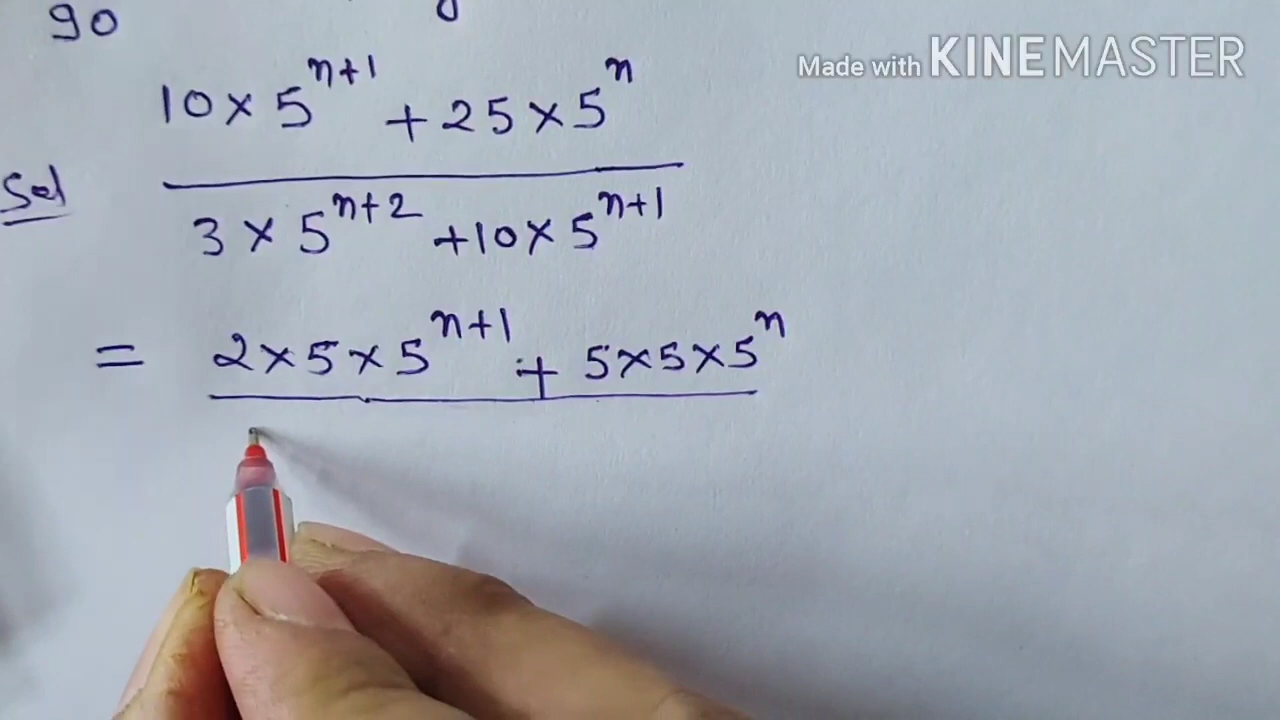 90
Made with KINEMASTER
10 × 5^{n+1} + 25 × 5^{n}
Sol
3 × 5^{n+2} + 10 × 5^{n+1}
= 2 × 5 × 5^{n+1} + 5 × 5 × 5^{n}